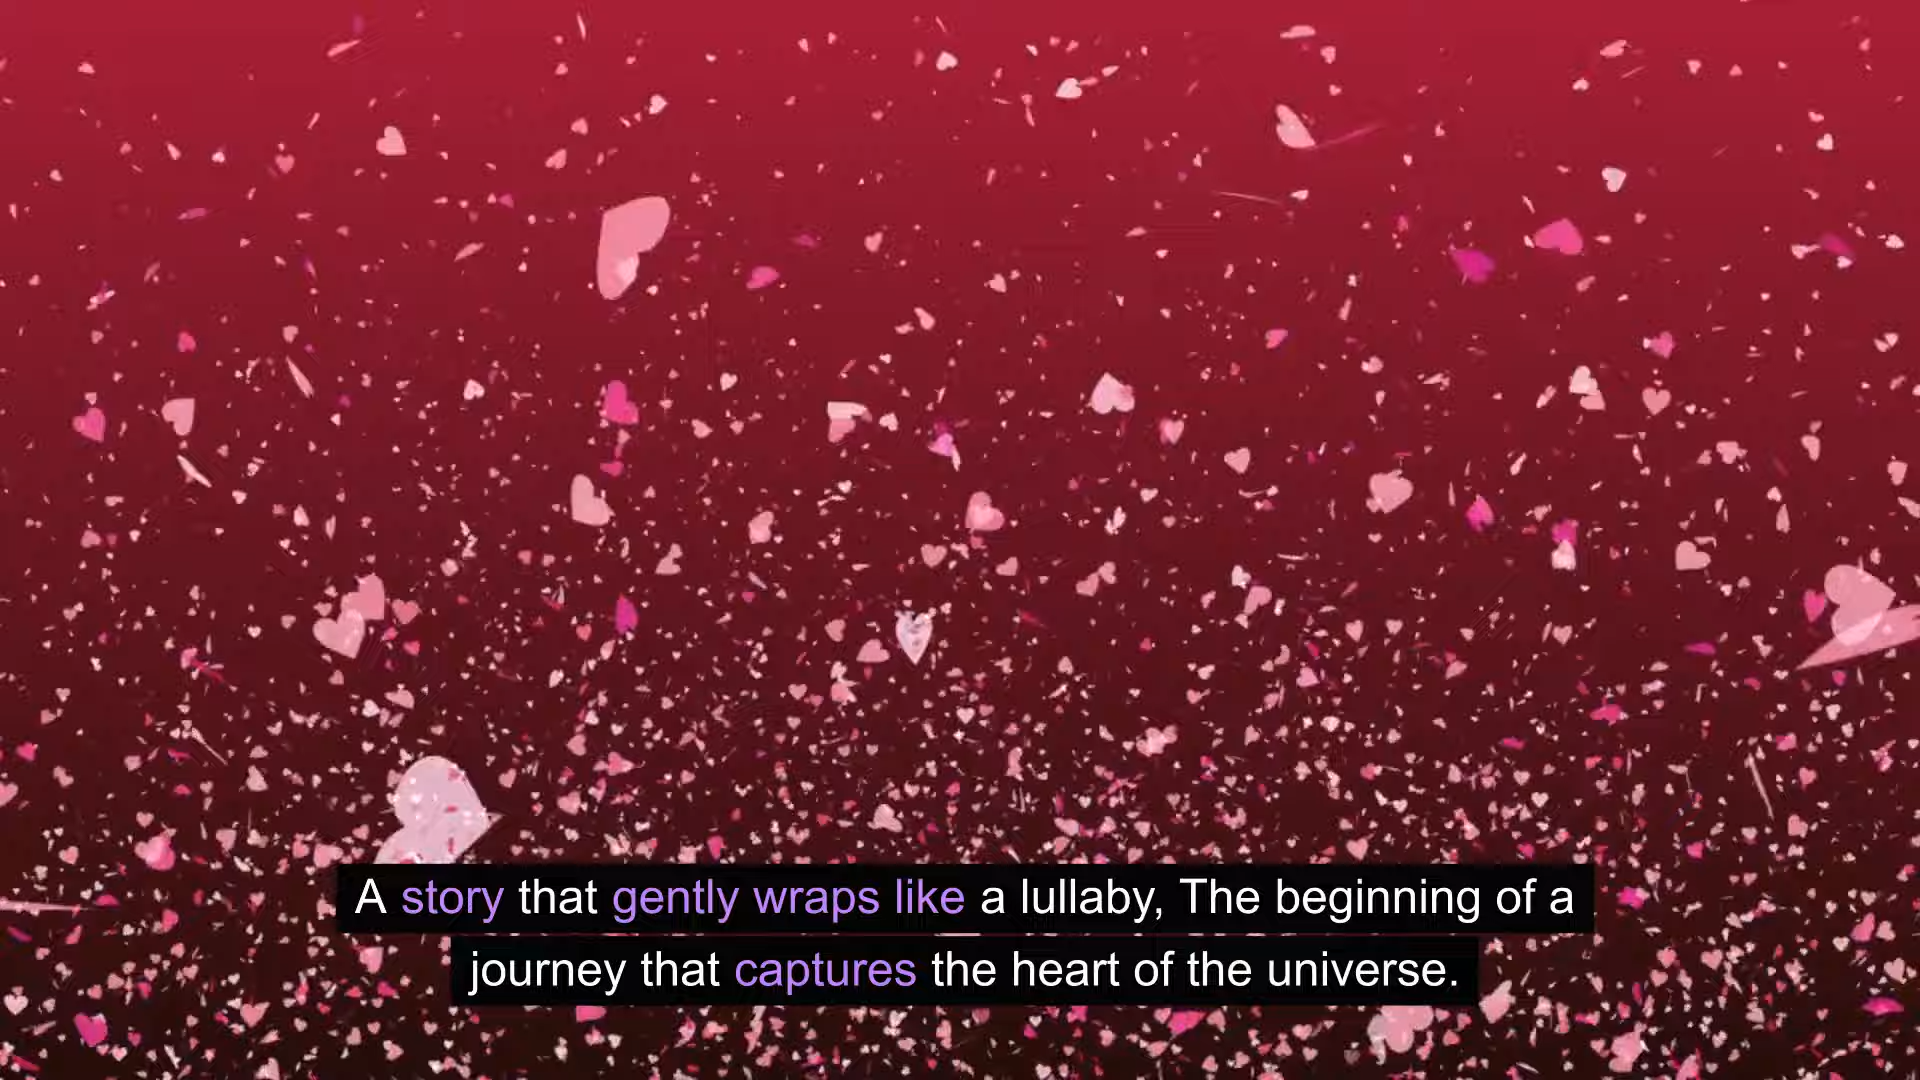 A story that gently wraps like a lullaby, The beginning of a
journey that captures the heart of the universe.